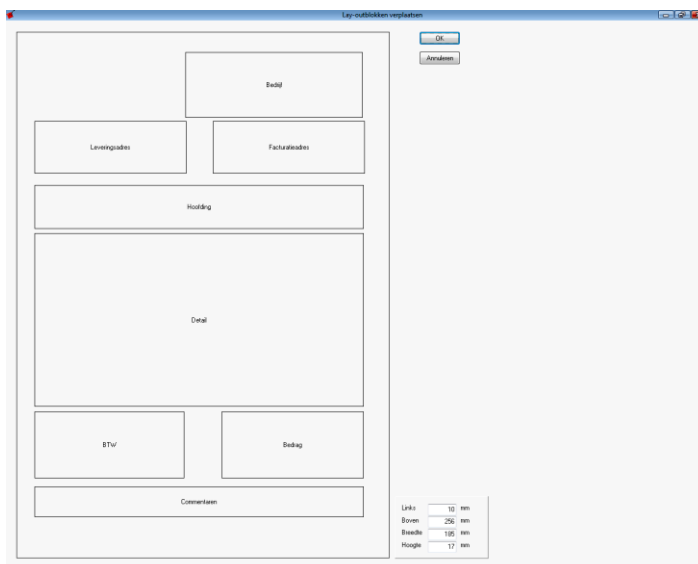 Lay-outblokken verplaatsen
OK
Annuleren
Bedrijf
Leveringsadres
Facturatieadres
Hoofding
Detail
BTW
Bedrag
Commentaren
Links 10 mm
Boven 256 mm
Breedte 185 mm
Hoogte 17 mm